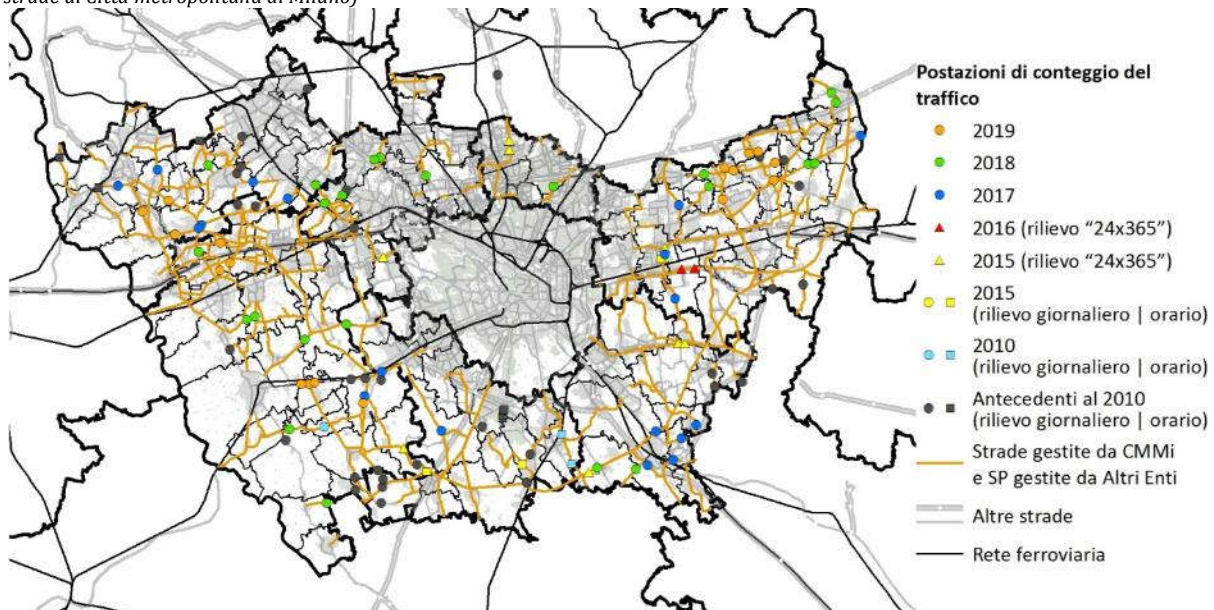 strade di Città metropolitana di Milano)
Postazioni di conteggio del
traffico
2019
2018
2017
2016 (rilievo "24x365")
2015 (rilievo "24x365")
2015
(rilievo giornaliero | orario)
2010
(rilievo giornaliero | orario)
Antecedenti al 2010
(rilievo giornaliero | orario)
Strade gestite da CMMi
e SP gestite da Altri Enti
Altre strade
Rete ferroviaria